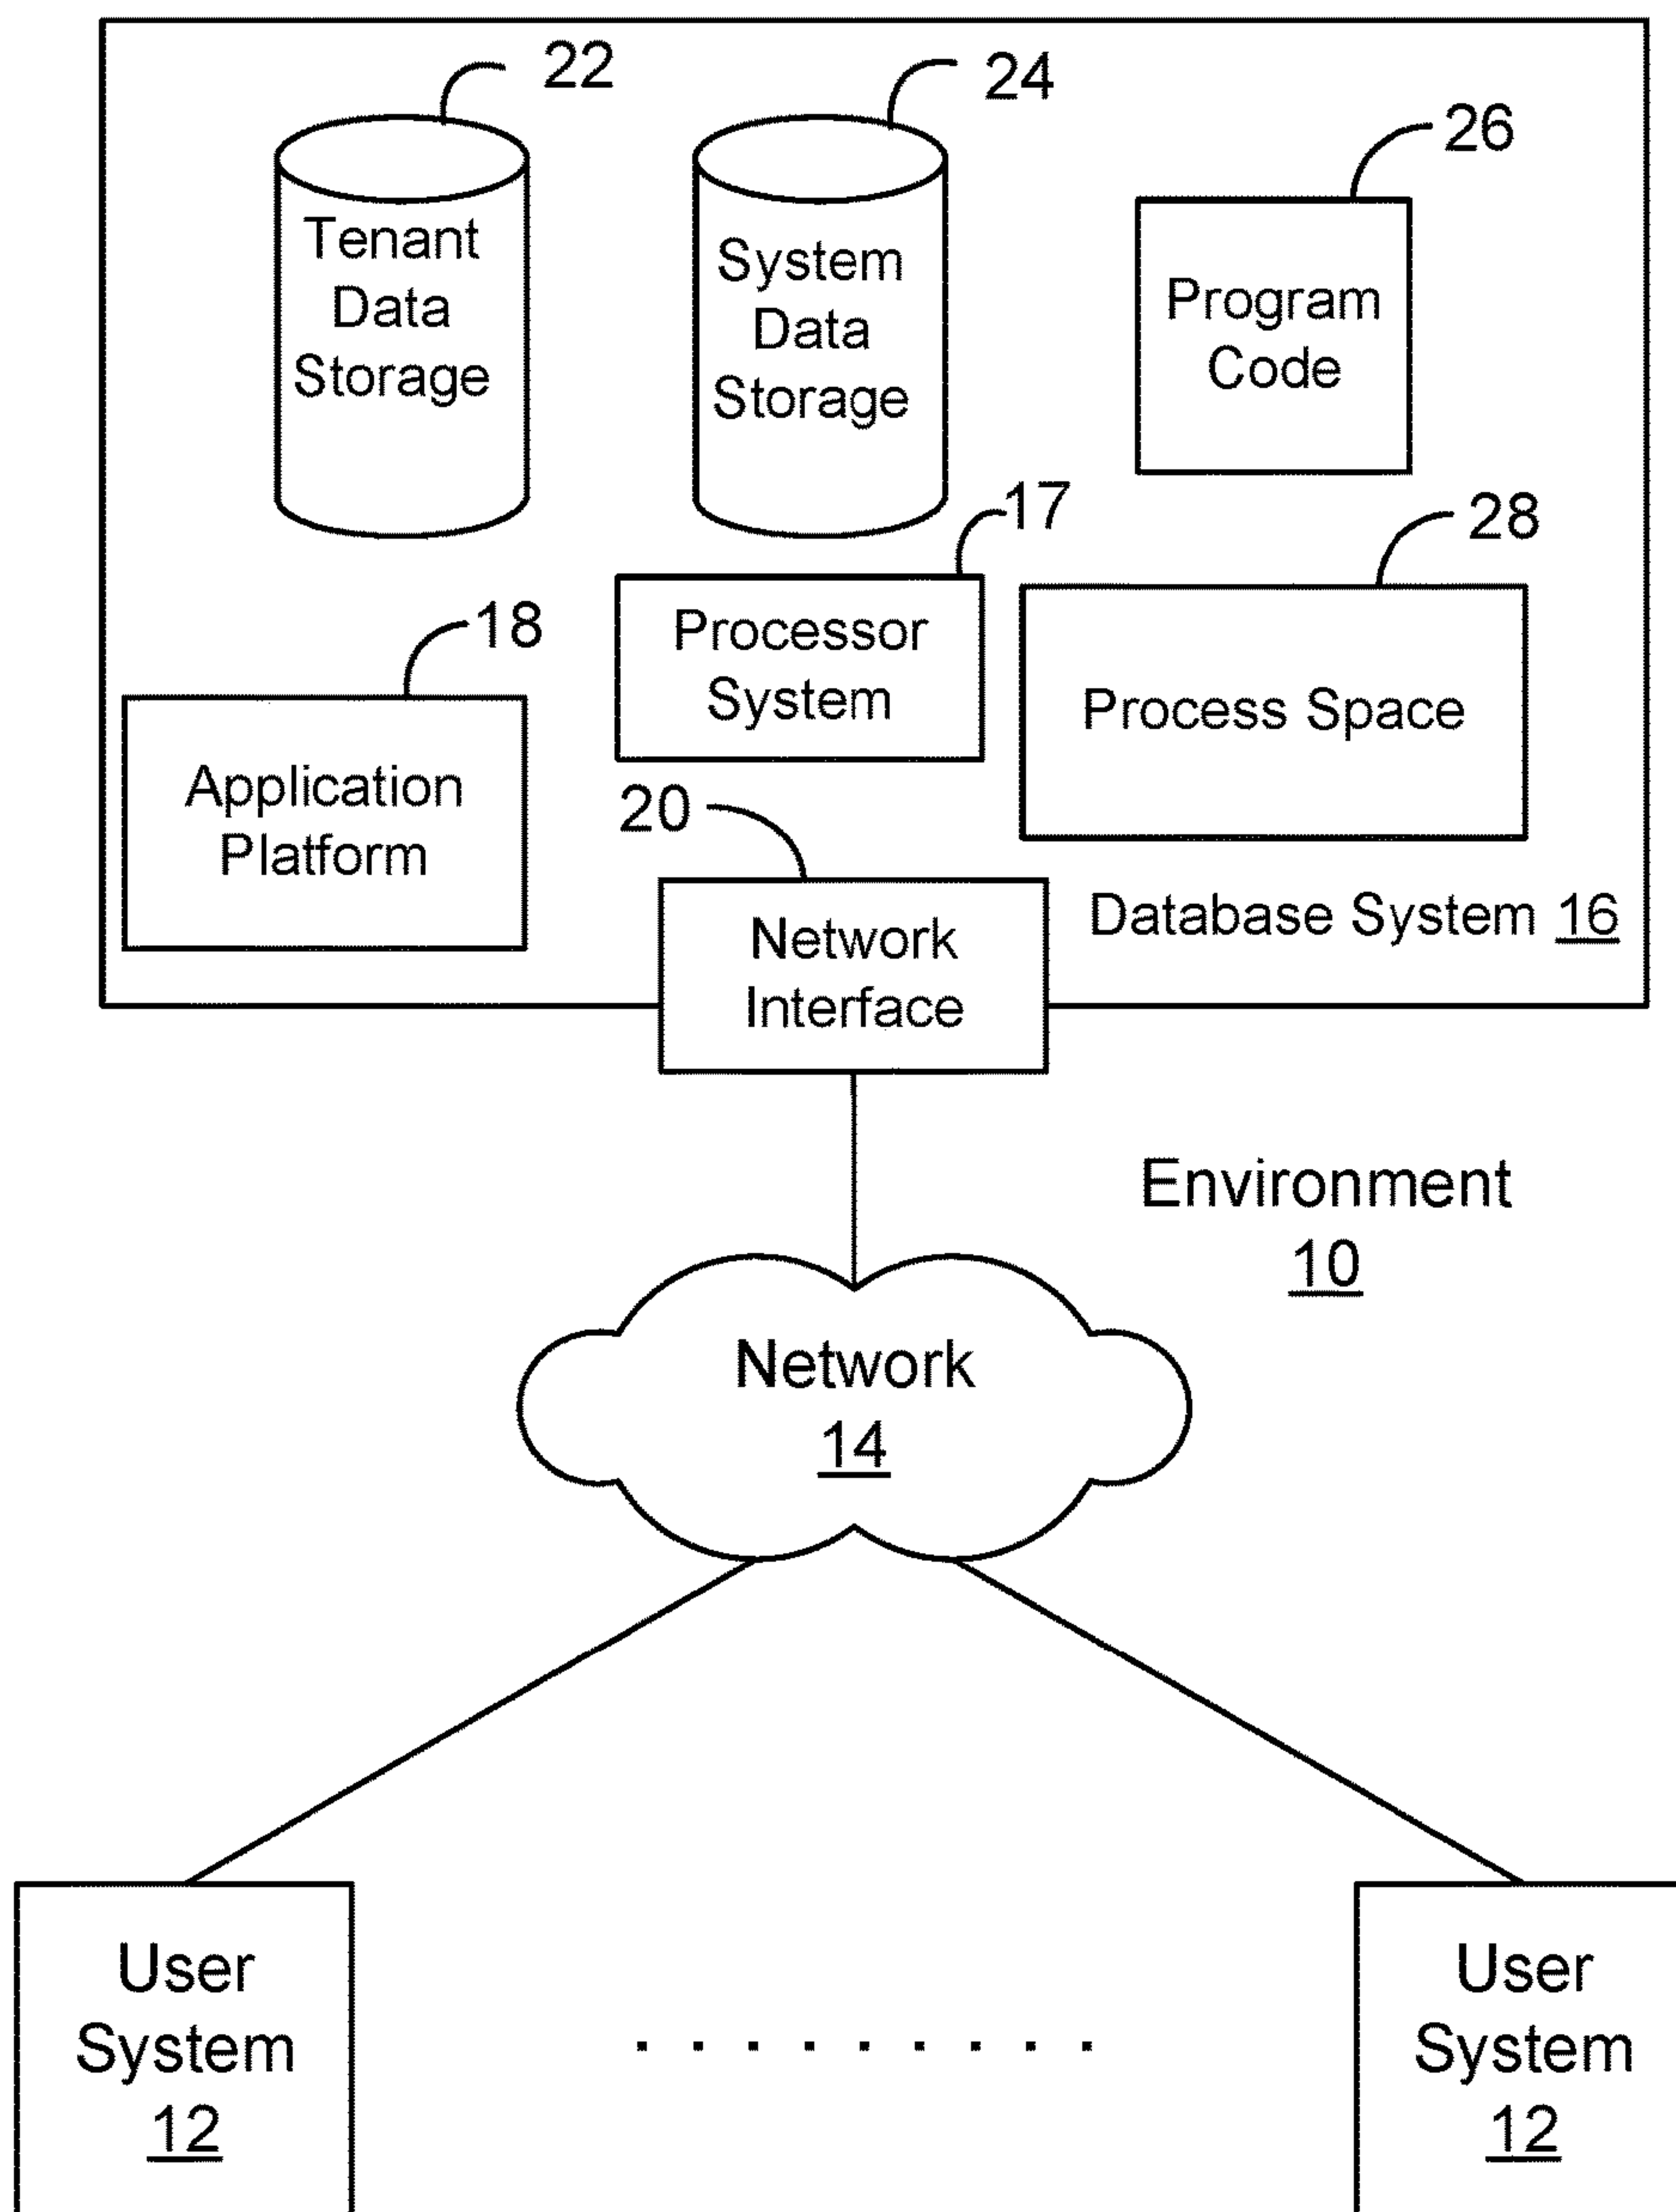 22
24
26
Tenant
Data
Storage
System
Data
Storage
Program
Code
17
28
18
Processor
System
Process Space
Application
Platform
20
Network
Interface
Database System 16
Environment
10
Network
14
User
System
12
. . . . . . . . .
User
System
12